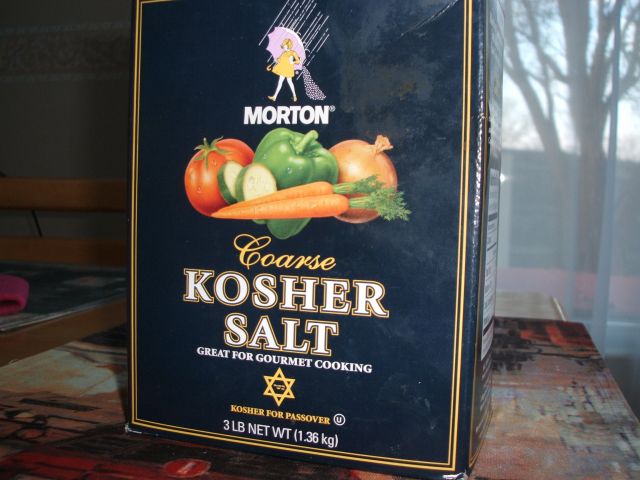 MORTON®
Coarse
KOSHER
SALT
GREAT FOR GOURMET COOKING
KOSHER FOR PASSOVER Ⓤ
3 LB NET WT (1.36 kg)